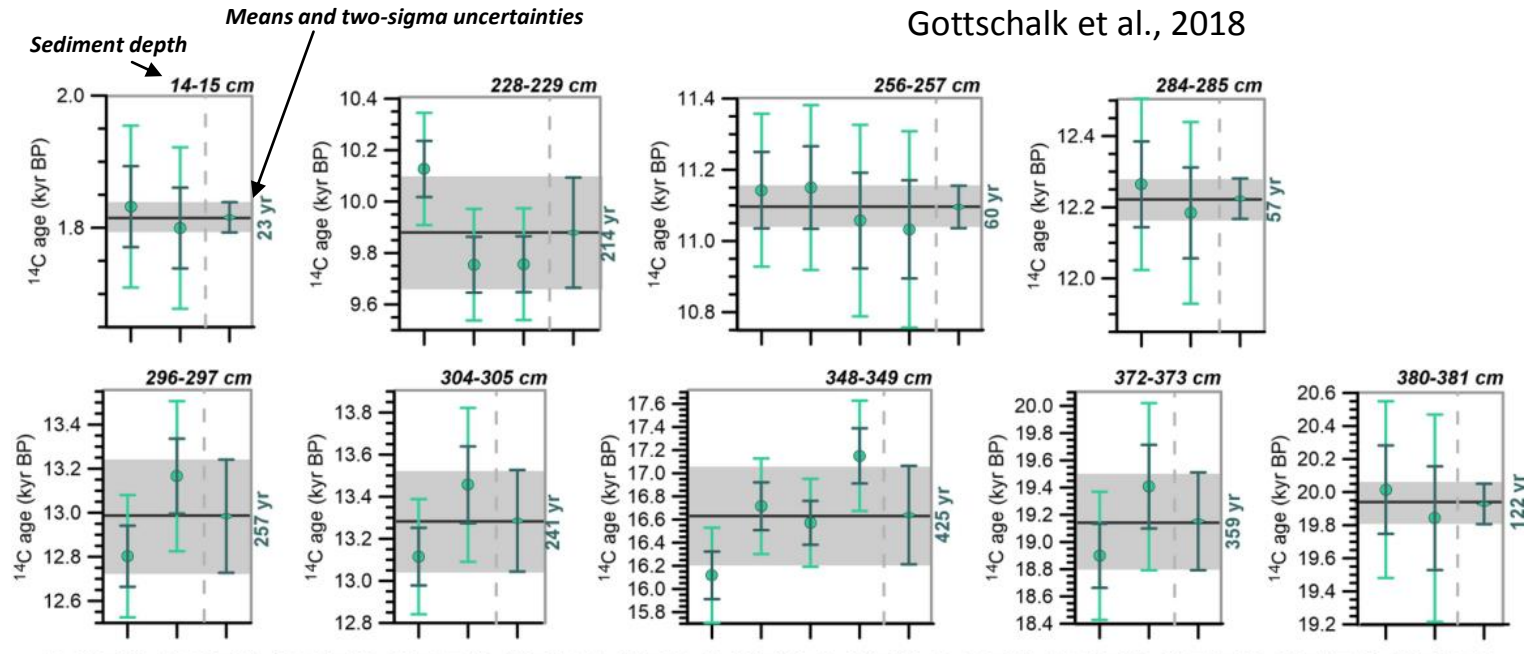 Means and two-sigma uncertainties
Gottschalk et al., 2018
Sediment depth
14-15 cm
2.0
1.8
14C age (kyr BP)
23 yr
228-229 cm
10.4
10.2
10.0
9.8
9.6
14C age (kyr BP)
214 yr
256-257 cm
11.4
11.2
11.0
10.8
14C age (kyr BP)
60 yr
284-285 cm
12.4
12.2
12.0
14C age (kyr BP)
57 yr
296-297 cm
13.4
13.2
13.0
12.8
12.6
14C age (kyr BP)
257 yr
304-305 cm
13.8
13.6
13.4
13.2
13.0
12.8
14C age (kyr BP)
241 yr
348-349 cm
17.6
17.4
17.2
17.0
16.8
16.6
16.4
16.2
16.0
15.8
14C age (kyr BP)
425 yr
372-373 cm
20.0
19.8
19.6
19.4
19.2
19.0
18.8
18.6
18.4
14C age (kyr BP)
359 yr
380-381 cm
20.6
20.4
20.2
20.0
19.8
19.6
19.4
19.2
14C age (kyr BP)
122 yr